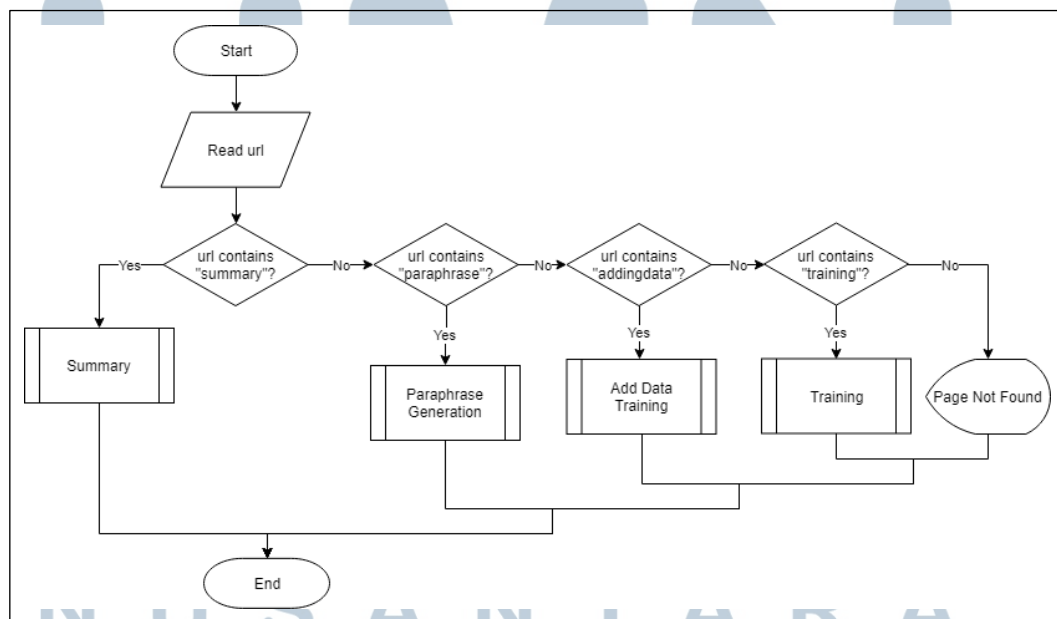 Start
Read url
url contains
"summary"?
Yes
No
url contains
"paraphrase"?
No
url contains
"addingdata"?
No
url contains
"training"?
No
Yes
Yes
Yes
Summary
Paraphrase
Generation
Add Data
Training
Training
Page Not Found
End
N U S A N T A R A